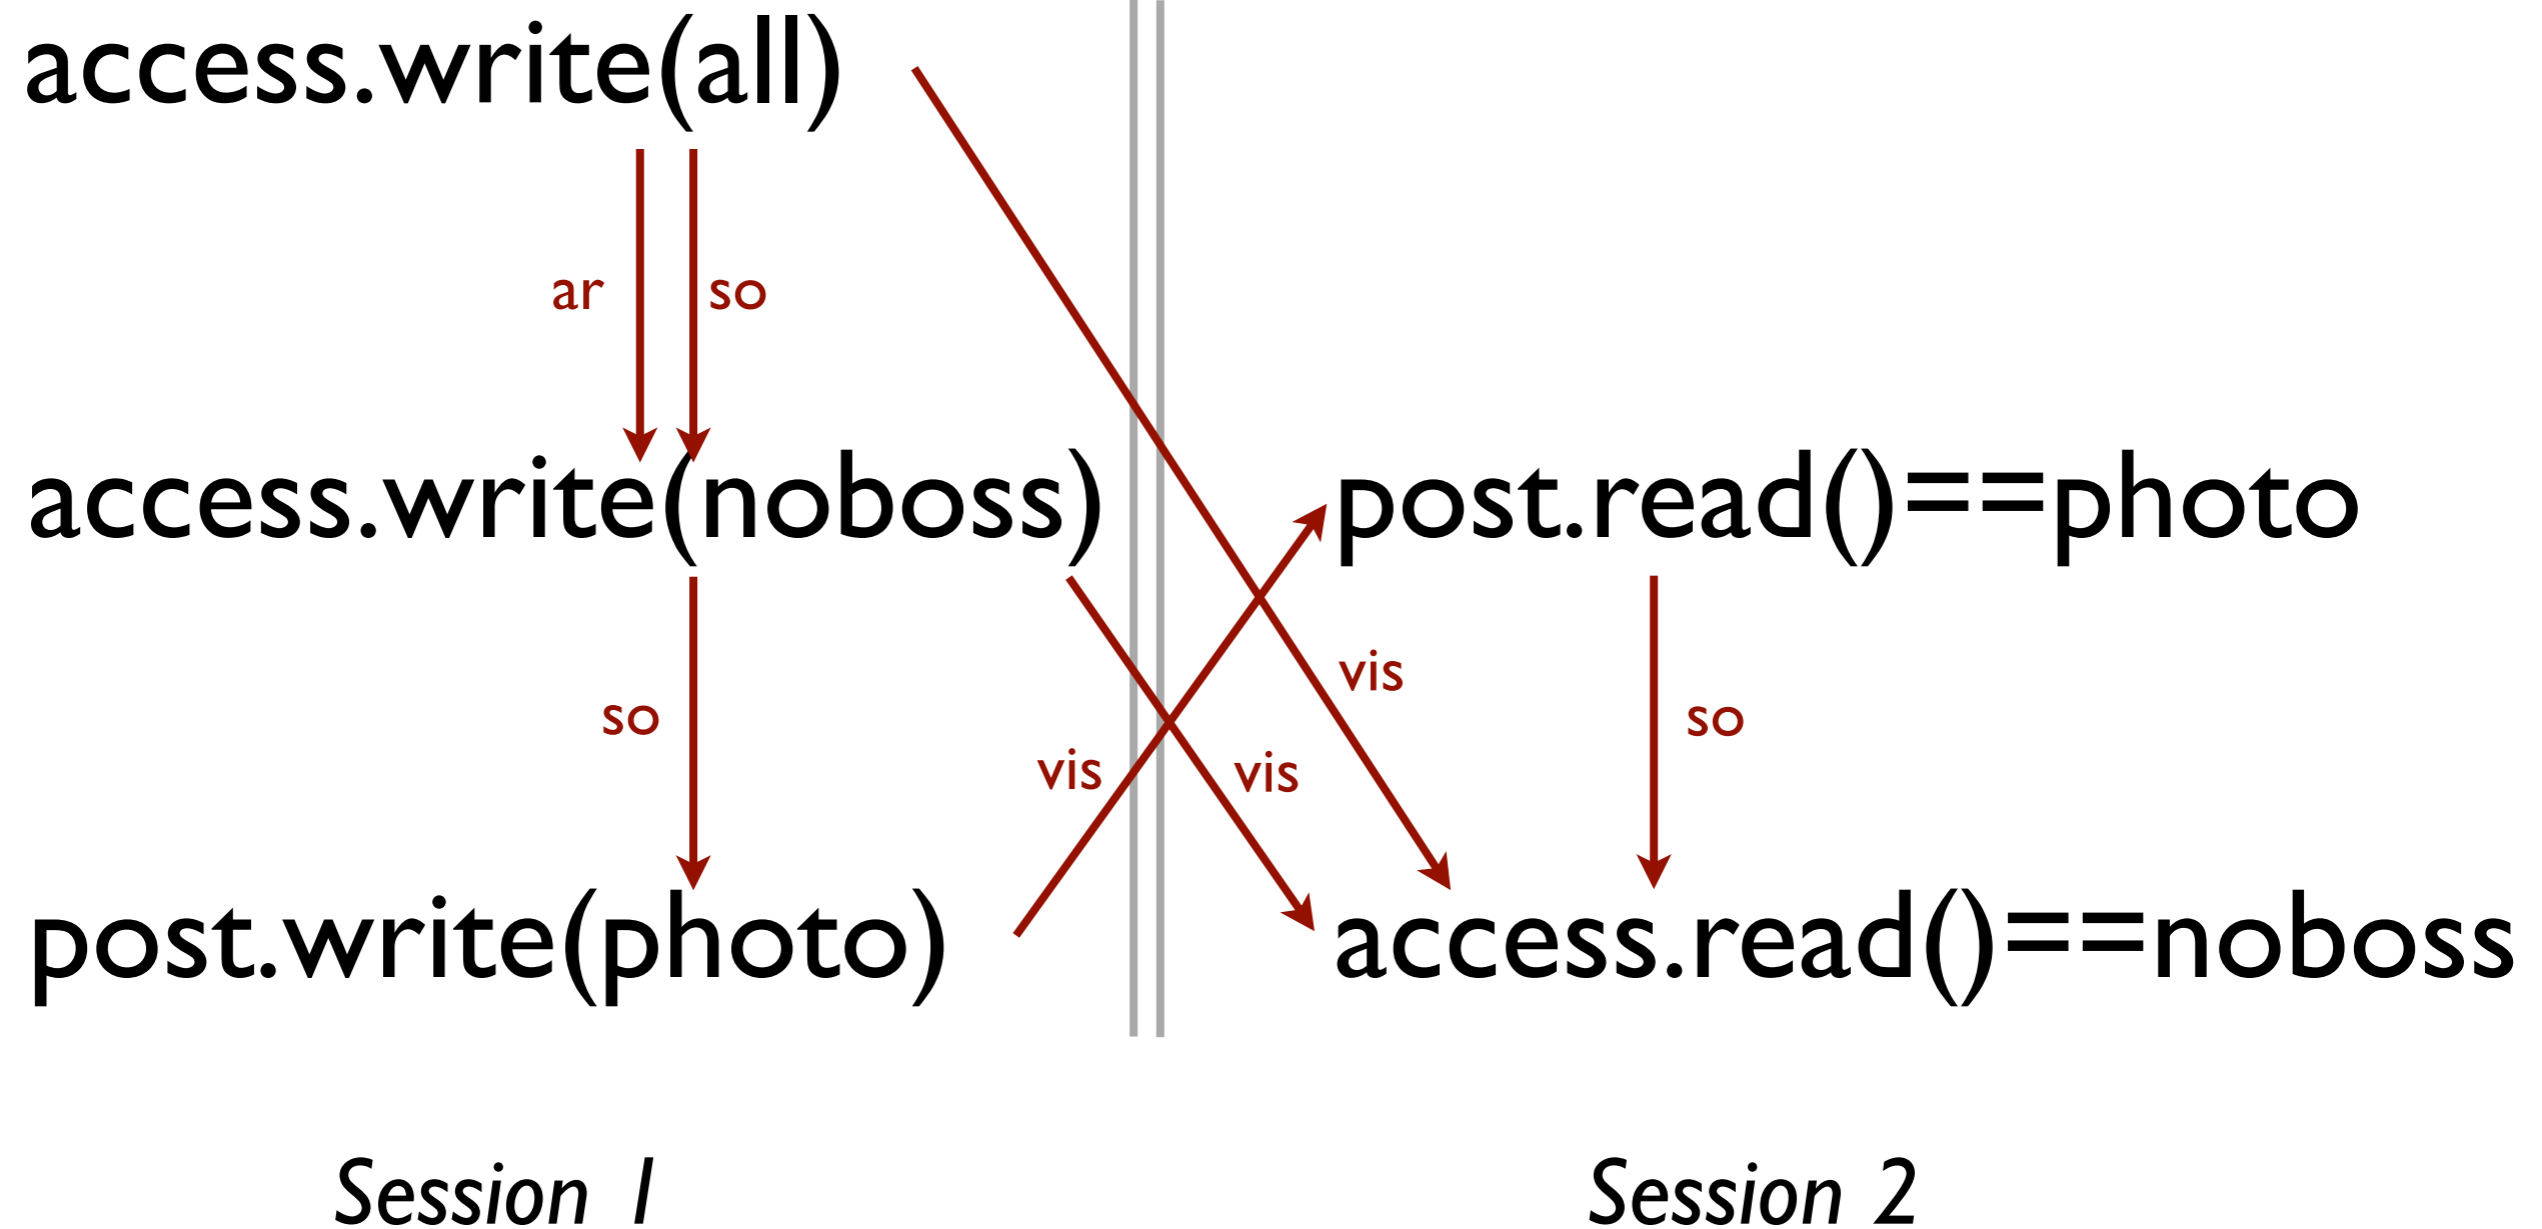 access.write(all)
ar
so
access.write(noboss)
post.read()==photo
vis
so
so
vis
vis
post.write(photo)
access.read()==noboss
Session 1
Session 2